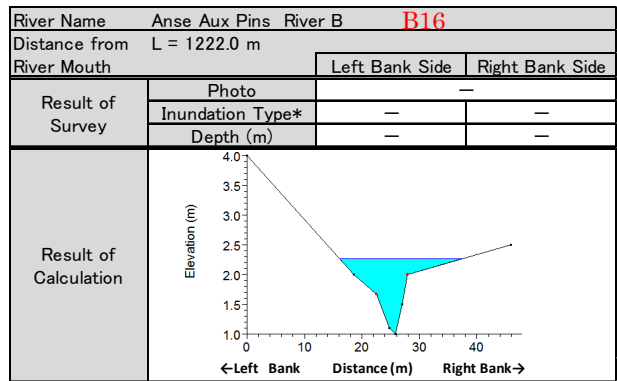 River Name Anse Aux Pins River B B16
Distance from L = 1222.0 m
River Mouth Left Bank Side Right Bank Side
Result of Survey Photo —
Inundation Type* — —
Depth (m) — —
Result of Calculation
Elevation (m)
4.0
3.5
3.0
2.5
2.0
1.5
1.0
0 10 20 30 40
←Left Bank Distance (m) Right Bank→